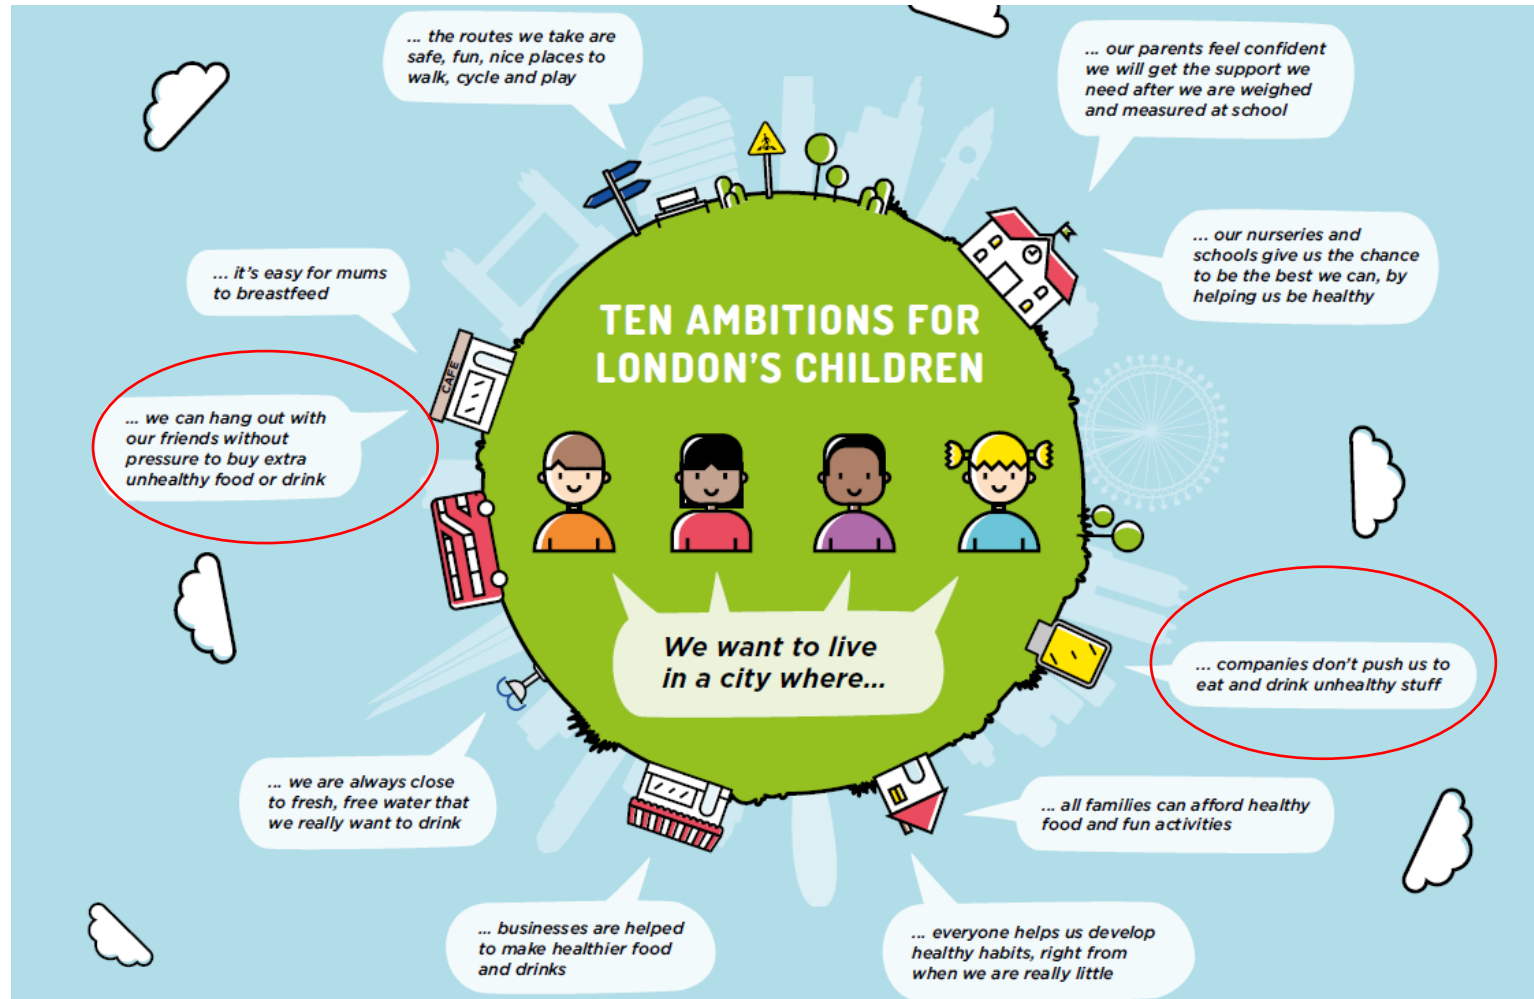 ... the routes we take are
safe, fun, nice places to
walk, cycle and play
... our parents feel confident
we will get the support we
need after we are weighed
and measured at school
... our nurseries and
schools give us the chance
to be the best we can, by
helping us be healthy
... it's easy for mums
to breastfeed
TEN AMBITIONS FOR
LONDON'S CHILDREN
CAFE
... we can hang out with
our friends without
pressure to buy extra
unhealthy food or drink
We want to live
in a city where...
... companies don't push us to
eat and drink unhealthy stuff
... we are always close
to fresh, free water that
we really want to drink
... all families can afford healthy
food and fun activities
... businesses are helped
to make healthier food
and drinks
... everyone helps us develop
healthy habits, right from
when we are really little